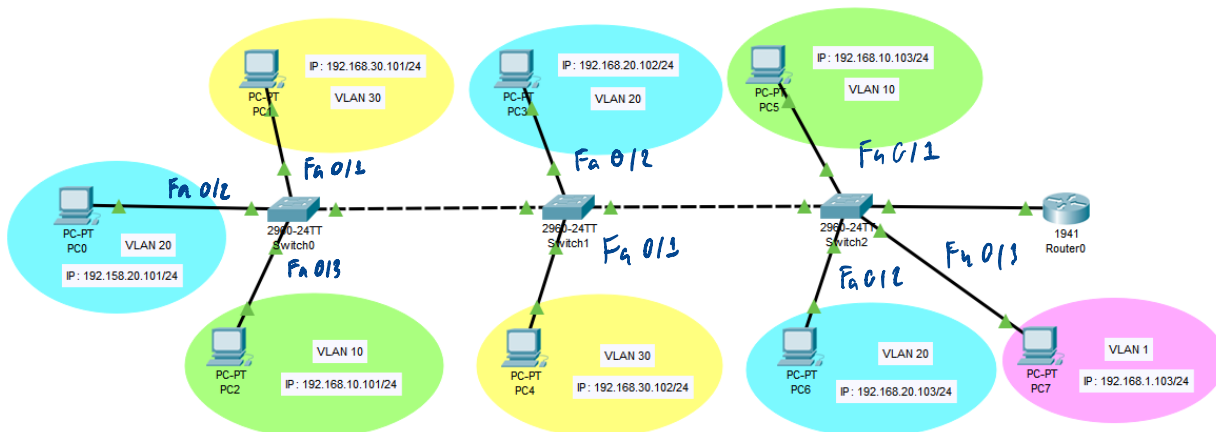 IP: 192.168.30.101/24
VLAN 30
PC-PT
PC1
IP: 192.168.20.102/24
VLAN 20
PC-PT
PC3
IP: 192.168.10.103/24
VLAN 10
PC-PT
PC5
Fa 0/1
Fa 0/2
Fa 0/1
Fa 0/2
PC-PT
PC0
VLAN 20
IP: 192.158.20.101/24
2960-24TT
Switch0
2960-24TT
Switch1
2960-24TT
Switch2
1941
Router0
Fa 0/3
Fa 0/1
Fa 0/2
Fa 0/3
PC-PT
PC2
VLAN 10
IP: 192.168.10.101/24
PC-PT
PC4
VLAN 30
IP: 192.168.30.102/24
PC-PT
PC6
VLAN 20
IP: 192.168.20.103/24
PC-PT
PC7
VLAN 1
IP: 192.168.1.103/24